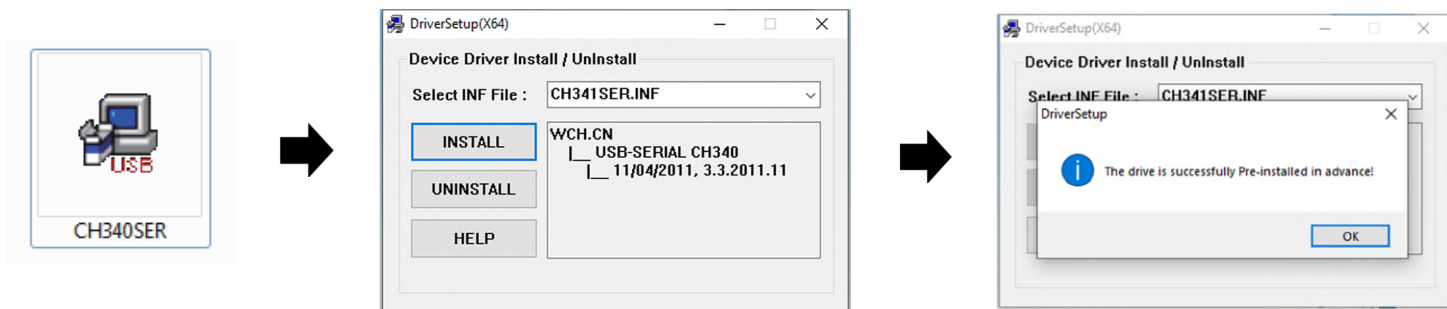 USB
CH340SER
DriverSetup(X64)
Device Driver Install / UnInstall
Select INF File :
CH341SER.INF
INSTALL
UNINSTALL
HELP
WCH.CN
|__ USB-SERIAL CH340
|__ 11/04/2011, 3.3.2011.11
DriverSetup(X64)
Device Driver Install / UnInstall
Select INF File :
CH341SER.INF
DriverSetup
The drive is successfully Pre-installed in advance!
OK